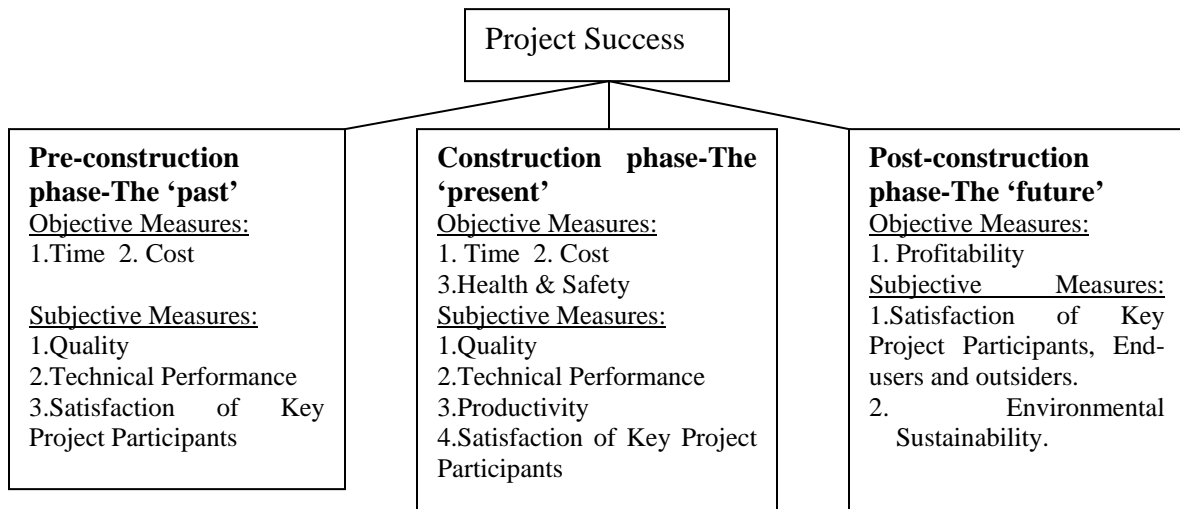 Project Success
Pre-construction
phase-The ‘past’
Objective Measures:
1.Time 2. Cost
Subjective Measures:
1.Quality
2.Technical Performance
3.Satisfaction of Key
Project Participants
Construction phase-The
‘present’
Objective Measures:
1. Time 2. Cost
3.Health & Safety
Subjective Measures:
1.Quality
2.Technical Performance
3.Productivity
4.Satisfaction of Key Project
Participants
Post-construction
phase-The ‘future’
Objective Measures:
1. Profitability
Subjective Measures:
1.Satisfaction of Key
Project Participants, End-
users and outsiders.
2. Environmental
Sustainability.